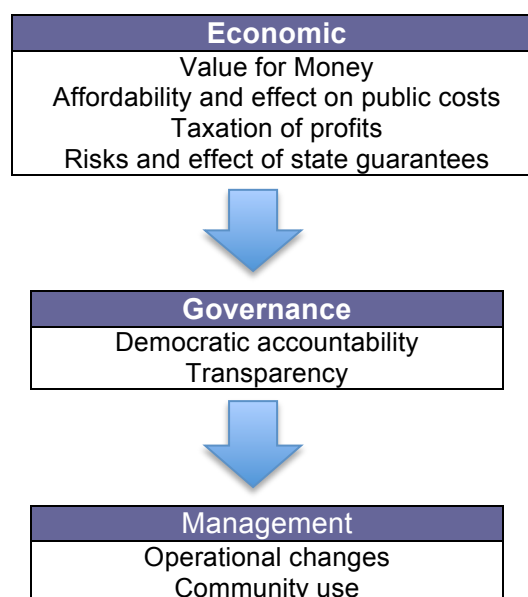 Economic
Value for Money
Affordability and effect on public costs
Taxation of profits
Risks and effect of state guarantees
Governance
Democratic accountability
Transparency
Management
Operational changes
Community use